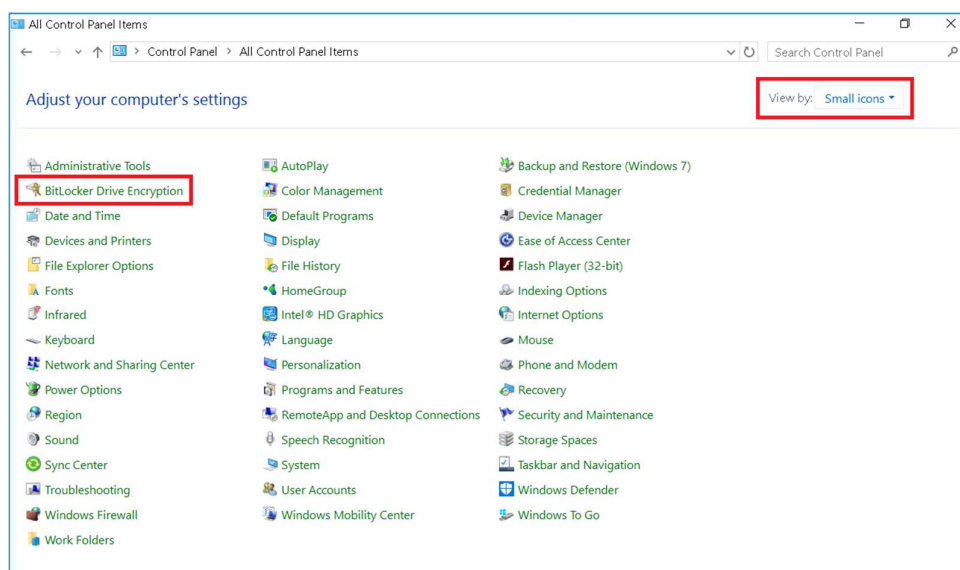 All Control Panel Items
Control Panel > All Control Panel Items
Search Control Panel
Adjust your computer's settings
View by: Small icons
Administrative Tools
BitLocker Drive Encryption
Date and Time
Devices and Printers
File Explorer Options
Fonts
Infrared
Keyboard
Network and Sharing Center
Power Options
Region
Sound
Sync Center
Troubleshooting
Windows Firewall
Work Folders
AutoPlay
Color Management
Default Programs
Display
File History
HomeGroup
Intel® HD Graphics
Language
Personalization
Programs and Features
RemoteApp and Desktop Connections
Speech Recognition
System
User Accounts
Windows Mobility Center
Backup and Restore (Windows 7)
Credential Manager
Device Manager
Ease of Access Center
Flash Player (32-bit)
Indexing Options
Internet Options
Mouse
Phone and Modem
Recovery
Security and Maintenance
Storage Spaces
Taskbar and Navigation
Windows Defender
Windows To Go